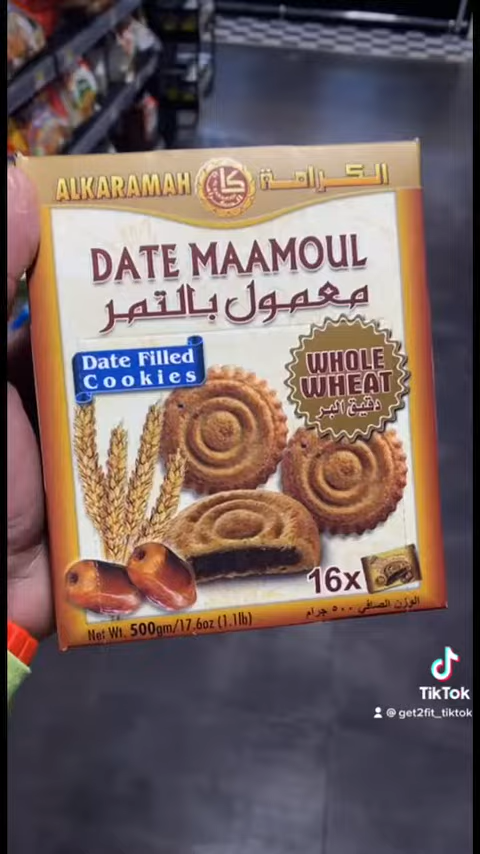 ALKARAMAH الكرامة
DATE MAAMOUL
معمول بالتمر
Date Filled
Cookies
WHOLE
WHEAT
دقيق البر
16x
Net Wt. 500gm/17.6oz (1.1lb) الوزن الصافي ٥٠٠ جرام
TikTok
@ get2fit_tiktok